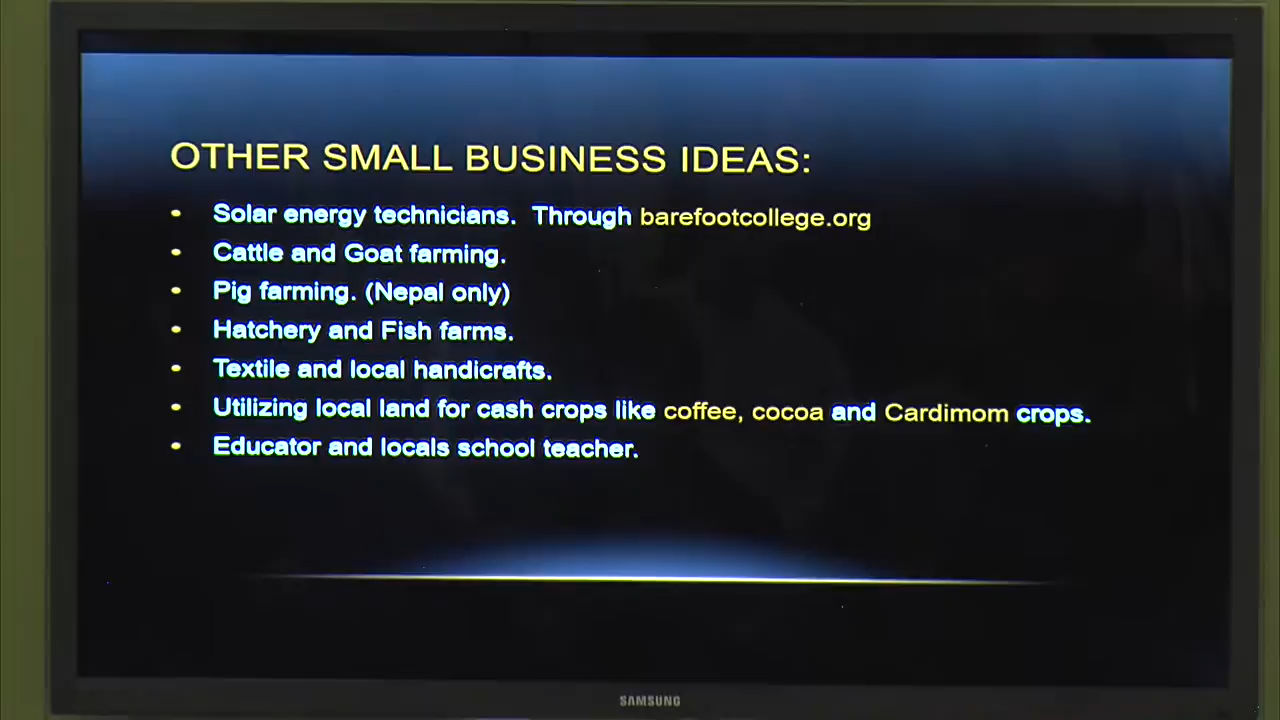 OTHER SMALL BUSINESS IDEAS:
• Solar energy technicians. Through barefootcollege.org
• Cattle and Goat farming.
• Pig farming. (Nepal only)
• Hatchery and Fish farms.
• Textile and local handicrafts.
• Utilizing local land for cash crops like coffee, cocoa and Cardimom crops.
• Educator and locals school teacher.
SAMSUNG